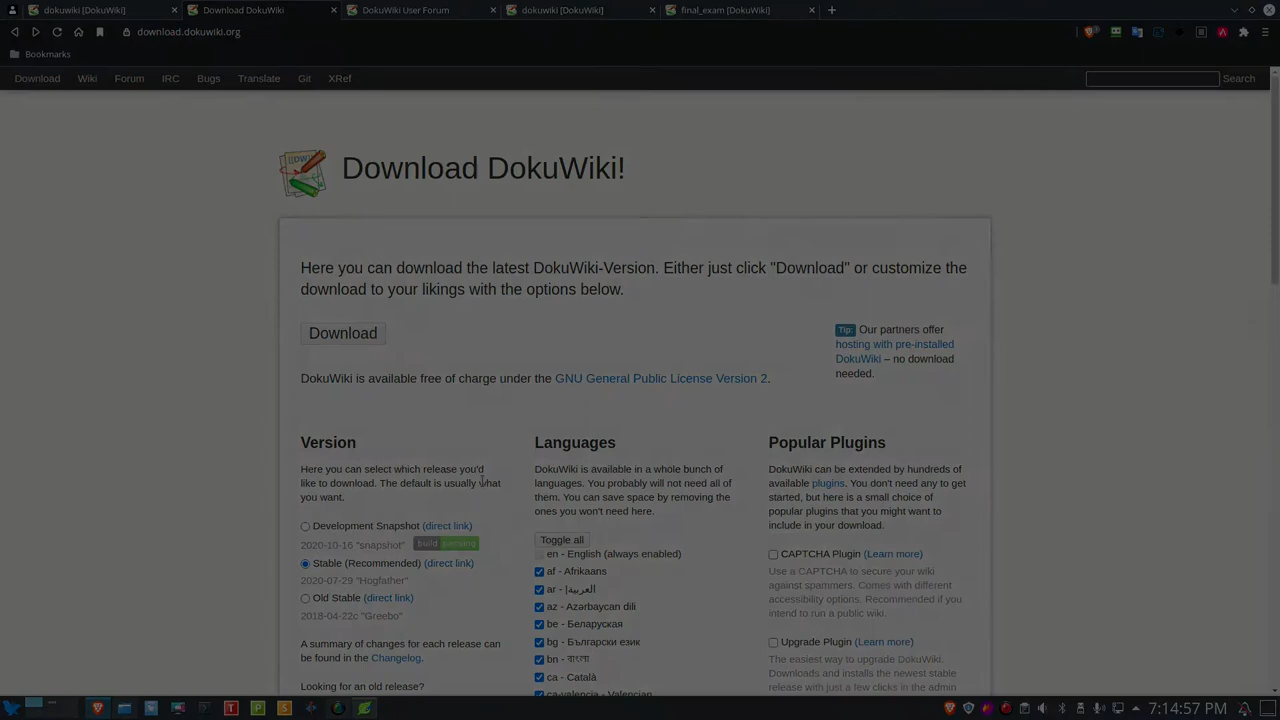 dokuwiki [DokuWiki]
Download DokuWiki
DokuWiki User Forum
dokuwiki [DokuWiki]
final_exam [DokuWiki]
download.dokuwiki.org
Bookmarks
Download Wiki Forum IRC Bugs Translate Git XRef
Search
Download DokuWiki!
Here you can download the latest DokuWiki-Version. Either just click "Download" or customize the
download to your likings with the options below.
Download
Tip: Our partners offer
hosting with pre-installed
DokuWiki – no download
needed.
DokuWiki is available free of charge under the GNU General Public License Version 2.
Version
Here you can select which release you'd
like to download. The default is usually what
you want.
Development Snapshot (direct link)
2020-10-16 "snapshot" build passing
Stable (Recommended) (direct link)
2020-07-29 "Hogfather"
Old Stable (direct link)
2018-04-22c "Greebo"
A summary of changes for each release can
be found in the Changelog.
Looking for an old release?
Languages
DokuWiki is available in a whole bunch of
languages. You probably will not need all of
them. You can save space by removing the
ones you won't need here.
Toggle all
en - English (always enabled)
af - Afrikaans
ar - العربية
az - Azərbaycan dili
be - Беларуская
bg - Български език
bn - বাংলা
ca - Català
ca-valencia - Valencian
Popular Plugins
DokuWiki can be extended by hundreds of
available plugins. You don't need any to get
started, but here is a small choice of
popular plugins that you might want to
include in your download.
CAPTCHA Plugin (Learn more)
Use a CAPTCHA to secure your wiki
against spammers. Comes with different
accessibility options. Recommended if you
intend to run a public wiki.
Upgrade Plugin (Learn more)
The easiest way to upgrade DokuWiki.
Downloads and installs the newest stable
release with just a few clicks in the admin
7:14:57 PM